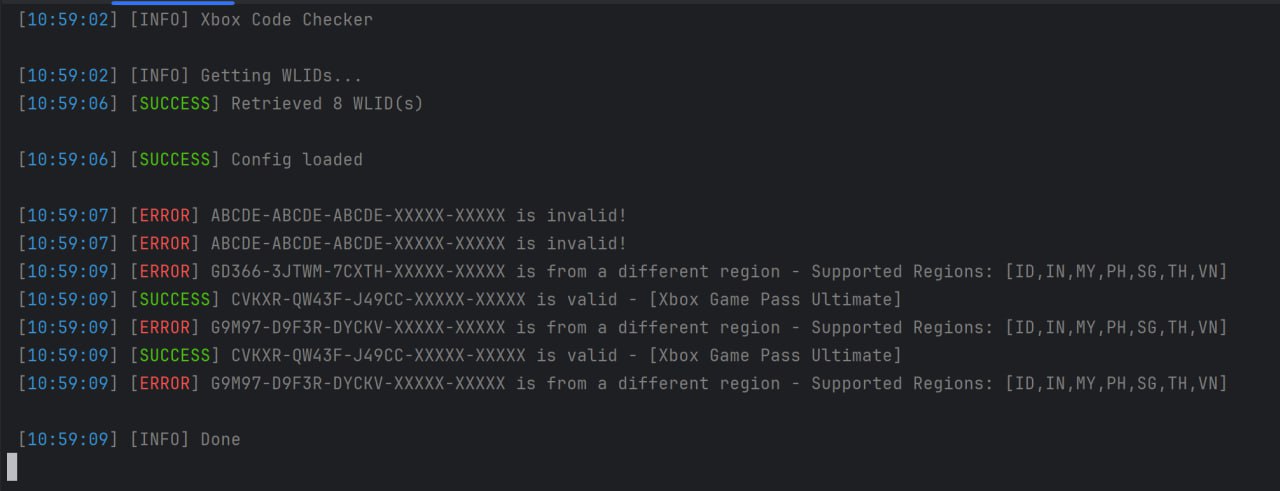 [10:59:02] [INFO] Xbox Code Checker
[10:59:02] [INFO] Getting WLIDs...
[10:59:06] [SUCCESS] Retrieved 8 WLID(s)
[10:59:06] [SUCCESS] Config loaded
[10:59:07] [ERROR] ABCDE-ABCDE-ABCDE-XXXXX-XXXXX is invalid!
[10:59:07] [ERROR] ABCDE-ABCDE-ABCDE-XXXXX-XXXXX is invalid!
[10:59:09] [ERROR] GD366-3JTWM-7CXTH-XXXXX-XXXXX is from a different region - Supported Regions: [ID,IN,MY,PH,SG,TH,VN]
[10:59:09] [SUCCESS] CVKXR-QW43F-J49CC-XXXXX-XXXXX is valid - [Xbox Game Pass Ultimate]
[10:59:09] [ERROR] G9M97-D9F3R-DYCKV-XXXXX-XXXXX is from a different region - Supported Regions: [ID,IN,MY,PH,SG,TH,VN]
[10:59:09] [SUCCESS] CVKXR-QW43F-J49CC-XXXXX-XXXXX is valid - [Xbox Game Pass Ultimate]
[10:59:09] [ERROR] G9M97-D9F3R-DYCKV-XXXXX-XXXXX is from a different region - Supported Regions: [ID,IN,MY,PH,SG,TH,VN]
[10:59:09] [INFO] Done